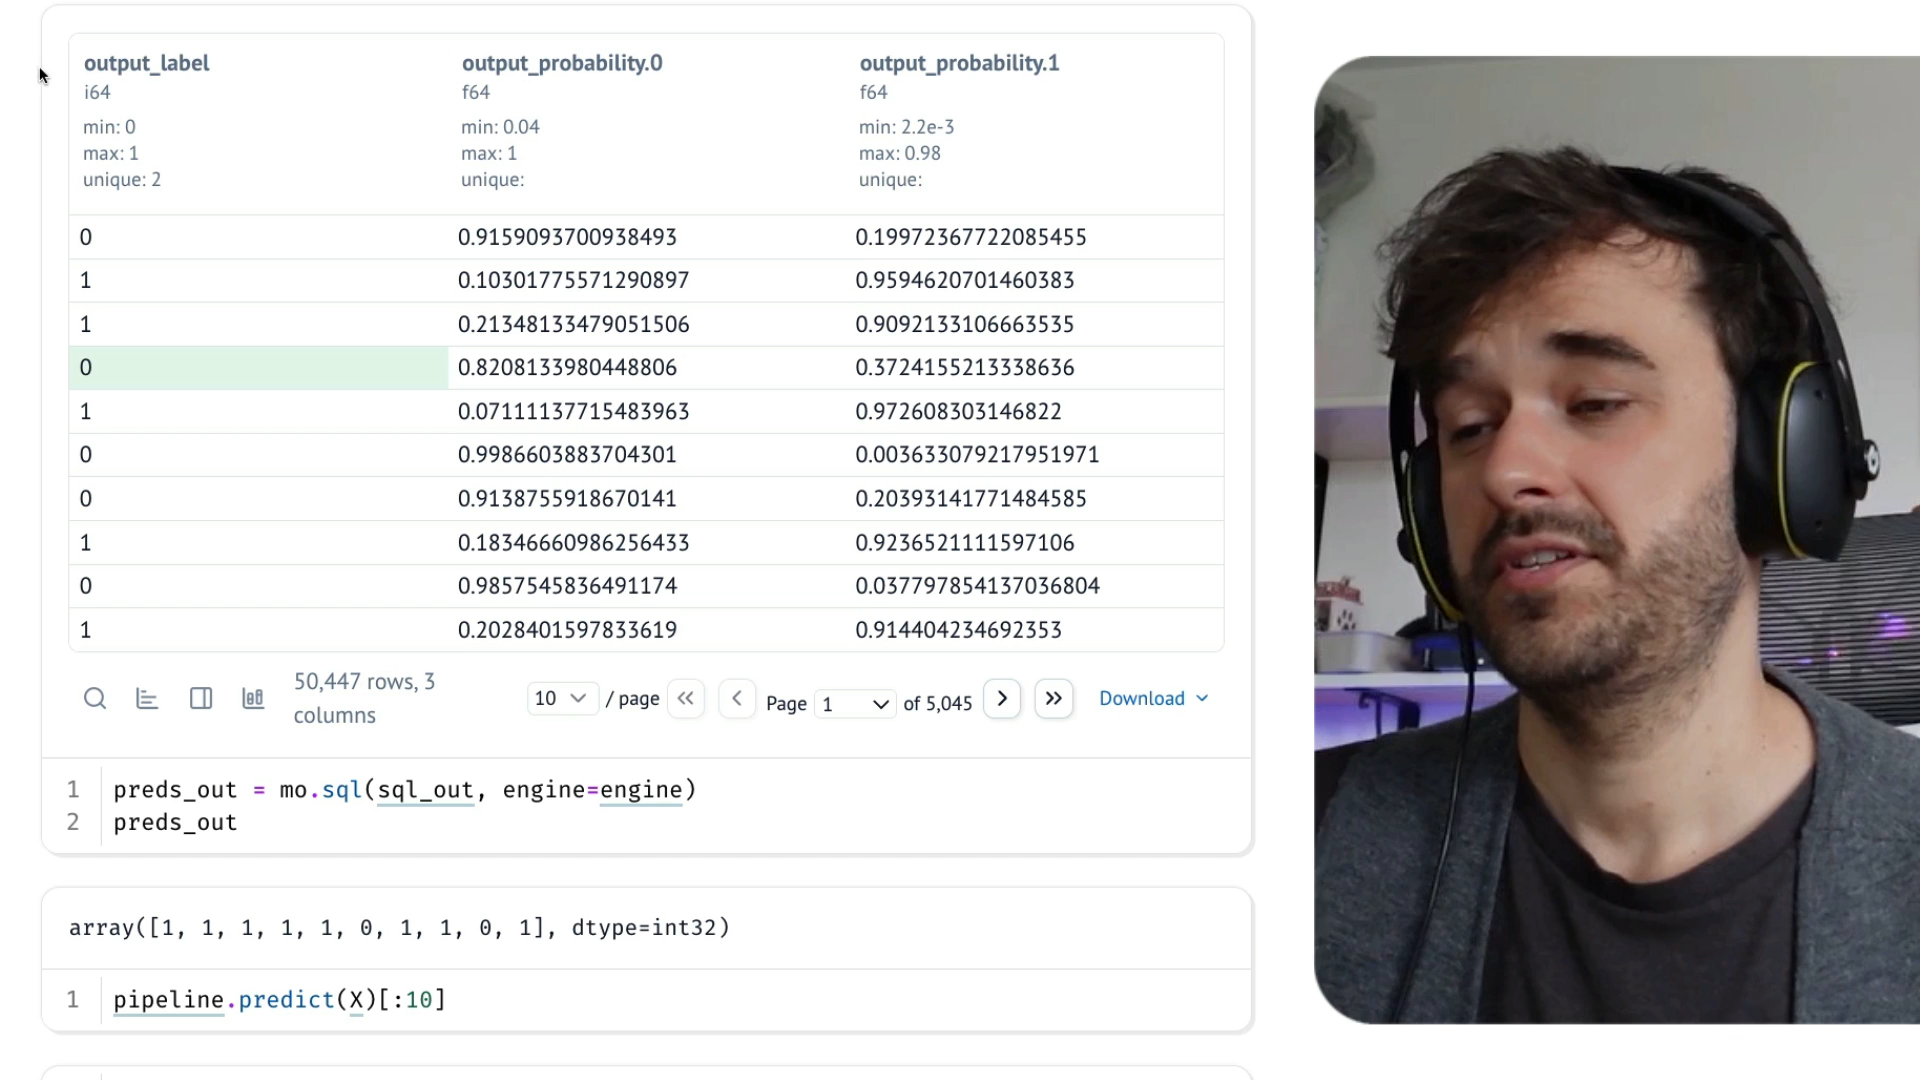 output_label output_probability.0 output_probability.1
i64 f64 f64
min: 0 min: 0.04 min: 2.2e-3
max: 1 max: 1 max: 0.98
unique: 2 unique: unique:
0 0.9159093700938493 0.19972367722085455
1 0.10301775571290897 0.9594620701460383
1 0.21348133479051506 0.9092133106663535
0 0.8208133980448806 0.3724155213338636
1 0.07111137715483963 0.972608303146822
0 0.9986603883704301 0.003633079217951971
0 0.9138755918670141 0.20393141771484585
1 0.18346660986256433 0.9236521111597106
0 0.9857545836491174 0.037797854137036804
1 0.2028401597833619 0.914404234692353
50,447 rows, 3
columns
10 / page Page 1 of 5,045 Download
1 preds_out = mo.sql(sql_out, engine=engine)
2 preds_out
array([1, 1, 1, 1, 1, 0, 1, 1, 0, 1], dtype=int32)
1 pipeline.predict(X)[:10]